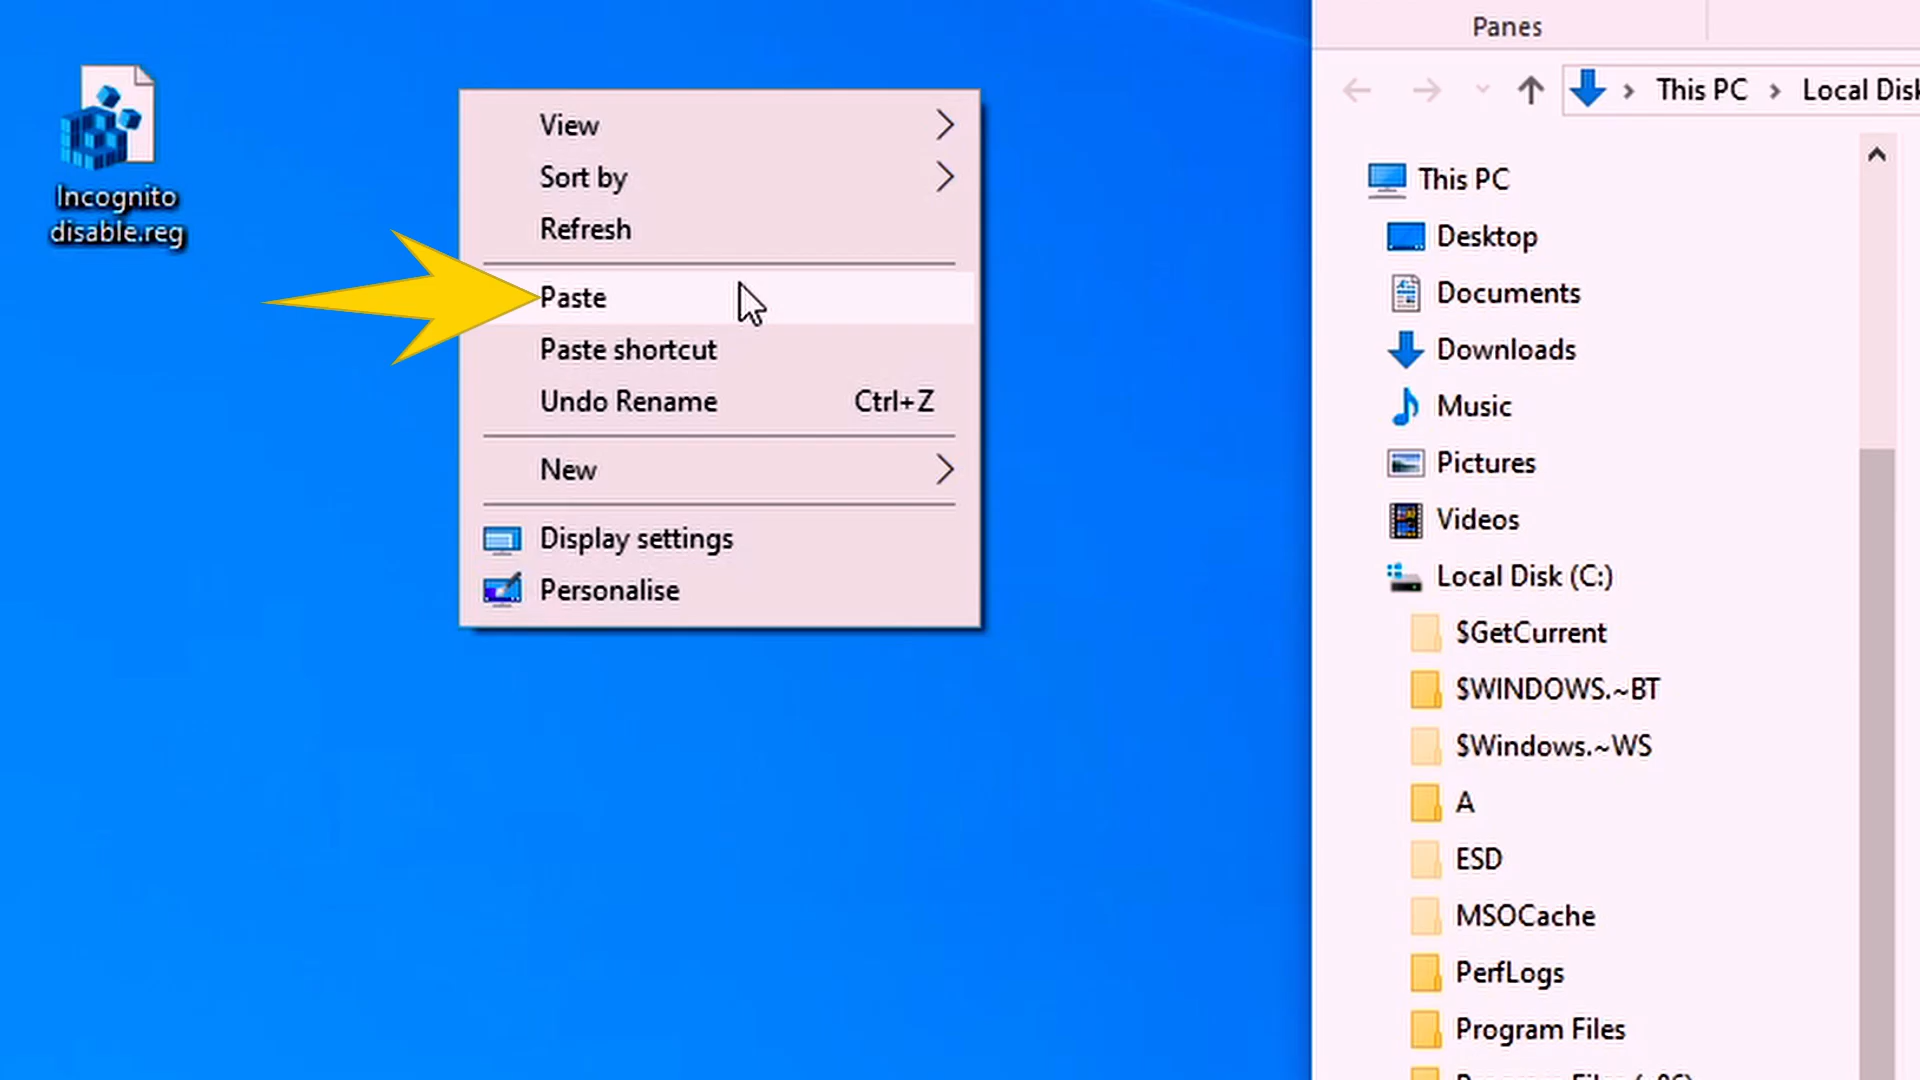 Incognito
disable.reg
View
Sort by
Refresh
Paste
Paste shortcut
Undo Rename Ctrl+Z
New
Display settings
Personalise
Panes
This PC Local Disk
This PC
Desktop
Documents
Downloads
Music
Pictures
Videos
Local Disk (C:)
$GetCurrent
$WINDOWS.~BT
$Windows.~WS
A
ESD
MSOCache
PerfLogs
Program Files